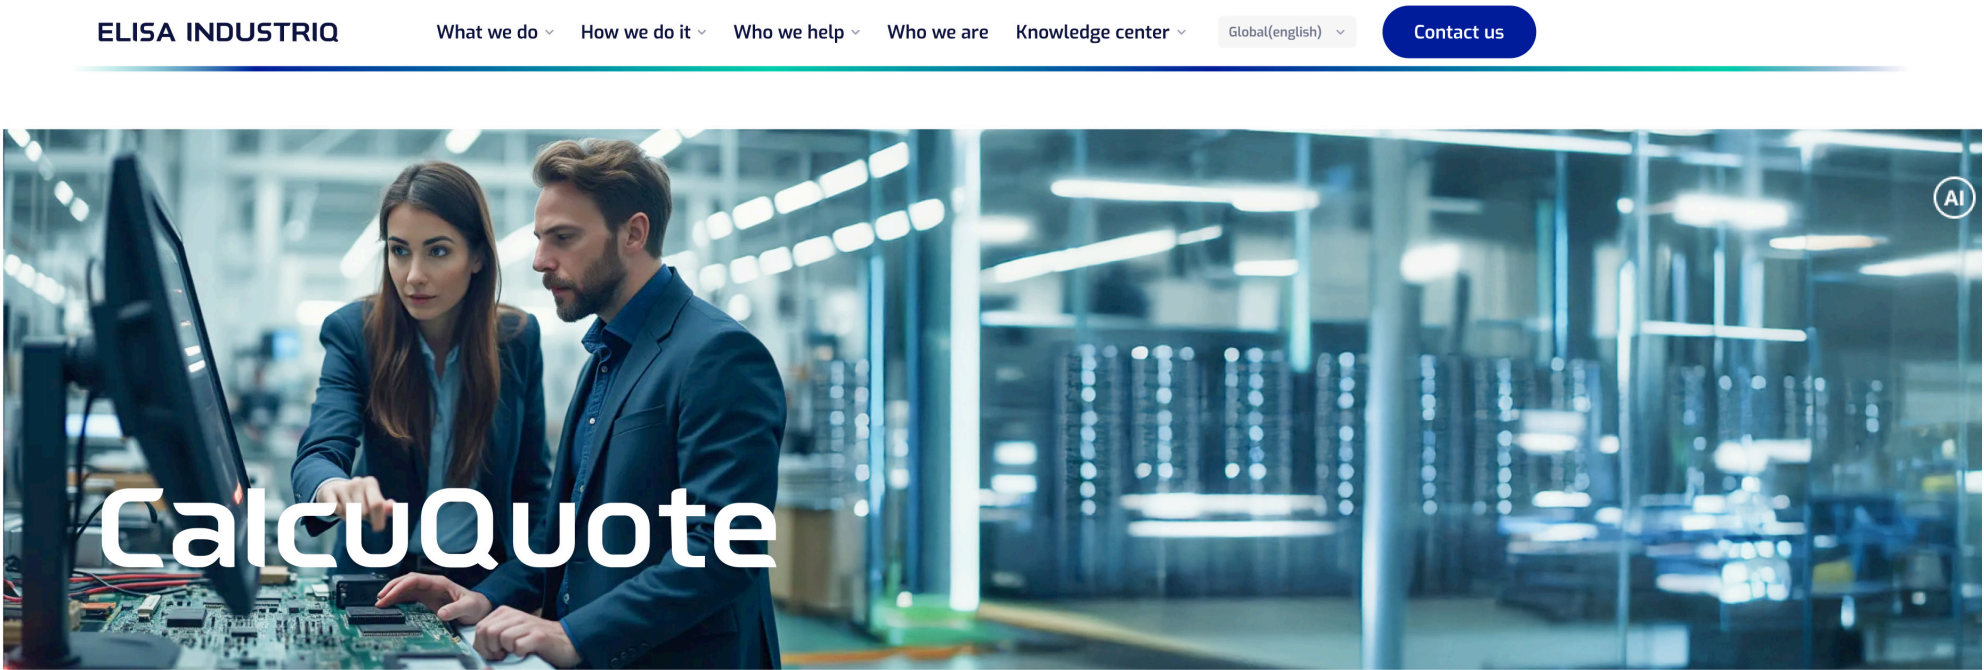 ELISA INDUSTRIQ
What we do
How we do it
Who we help
Who we are
Knowledge center
Global(english)
Contact us
AI
CalcuQuote